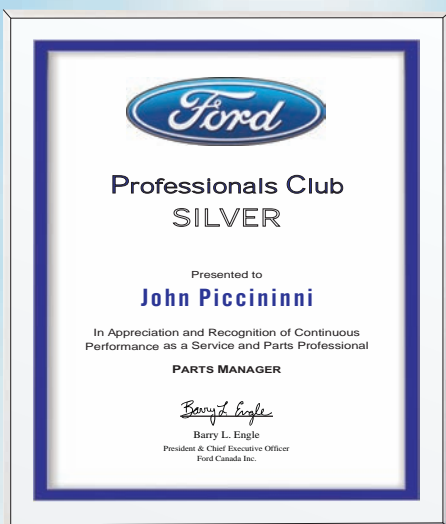 Ford
Professionals Club
SILVER
Presented to
John Piccininni
In Appreciation and Recognition of Continuous
Performance as a Service and Parts Professional
PARTS MANAGER
Barry L Engle
Barry L. Engle
President & Chief Executive Officer
Ford Canada Inc.